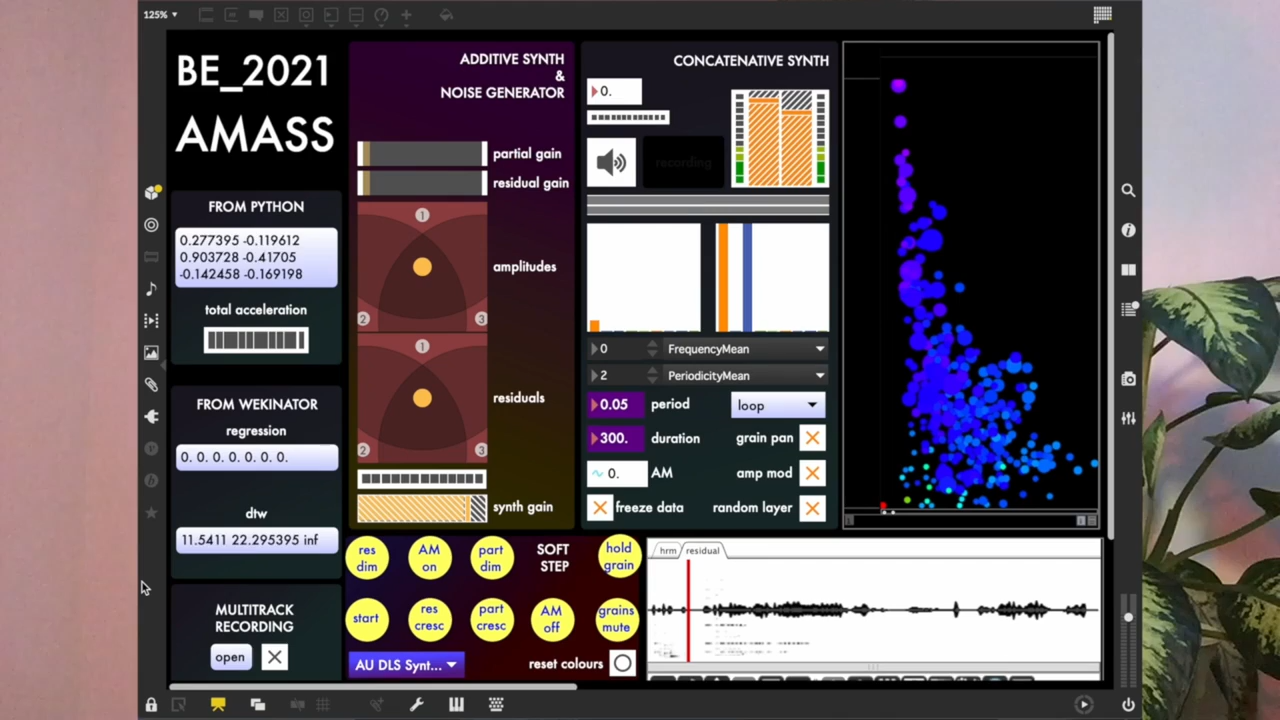 125%
BE_2021
AMASS
FROM PYTHON
0.277395 -0.119612
0.903728 -0.41705
-0.142458 -0.169198
total acceleration
FROM WEKINATOR
regression
0. 0. 0. 0. 0. 0. 0.
dtw
11.5411 22.295395 inf
MULTITRACK
RECORDING
open
ADDITIVE SYNTH
&
NOISE GENERATOR
partial gain
residual gain
1
amplitudes
2 3
1
residuals
2 3
synth gain
CONCATENATIVE SYNTH
0.
recording
0 FrequencyMean
2 PeriodicityMean
0.05 period loop
300. duration grain pan
0. AM amp mod
freeze data random layer
res
dim
AM
on
part
dim
SOFT
STEP
hold
grain
start
res
cresc
part
cresc
AM
off
grains
mute
AU DLS Synt...
reset colours
hrm residual